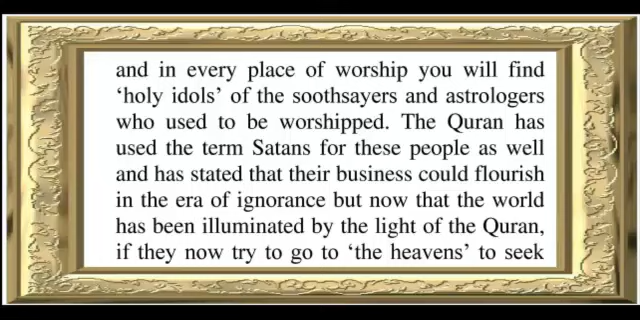 and in every place of worship you will find
‘holy idols’ of the soothsayers and astrologers
who used to be worshipped. The Quran has
used the term Satans for these people as well
and has stated that their business could flourish
in the era of ignorance but now that the world
has been illuminated by the light of the Quran,
if they now try to go to ‘the heavens’ to seek